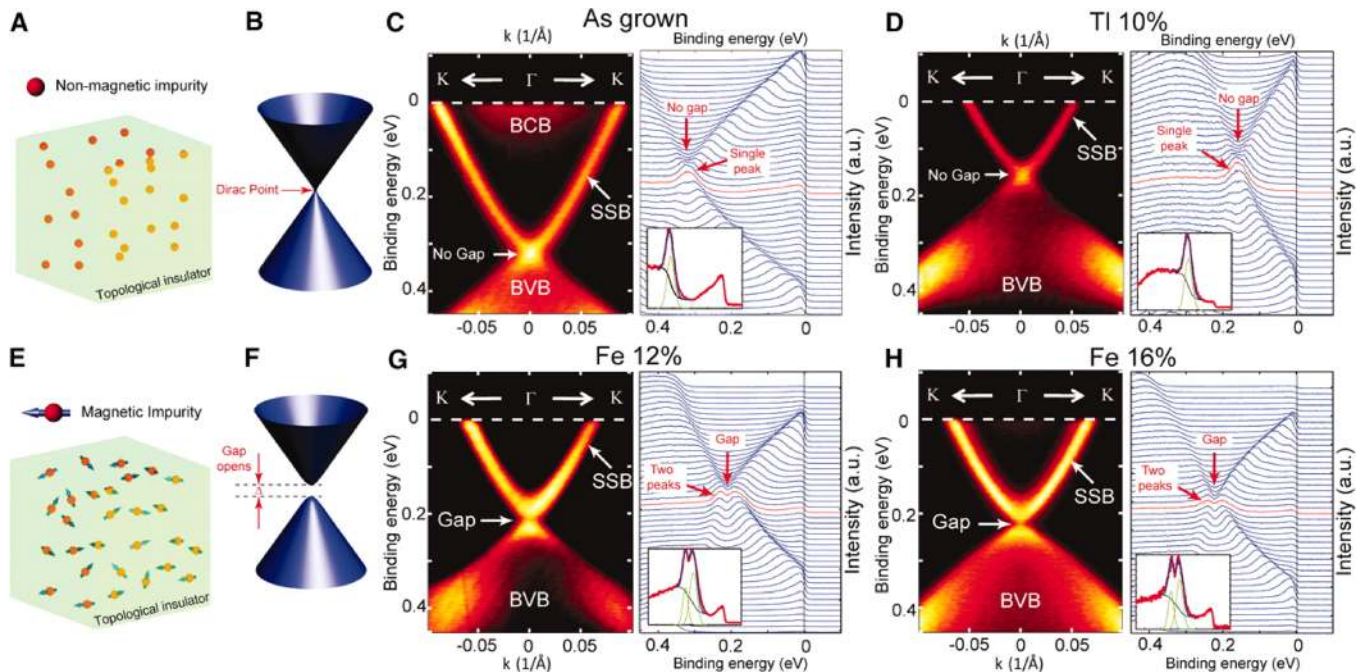 A
Non-magnetic impurity
Topological insulator
B
Dirac Point
C
As grown
k (1/Å)
K Γ K
Binding energy (eV)
0
0.2
0.4
BCB
SSB
No Gap
BVB
-0.05 0 0.05
Binding energy (eV)
No gap
Single
peak
Intensity (a.u.)
0.4 0.2 0
D
Tl 10%
k (1/Å)
K Γ K
Binding energy (eV)
0
0.2
0.4
SSB
No Gap
BVB
-0.05 0 0.05
Binding energy (eV)
No gap
Single
peak
Intensity (a.u.)
0.4 0.2 0
E
Magnetic Impurity
Topological insulator
F
Gap
opens
Δ
G
Fe 12%
K Γ K
Binding energy (eV)
0
0.2
0.4
SSB
Gap
BVB
-0.05 0 0.05
k (1/Å)
Gap
Two
peaks
Intensity (a.u.)
0.4 0.2 0
Binding energy (eV)
H
Fe 16%
K Γ K
Binding energy (eV)
0
0.2
0.4
SSB
Gap
BVB
-0.05 0 0.05
k (1/Å)
Gap
Two
peaks
Intensity (a.u.)
0.4 0.2 0
Binding energy (eV)